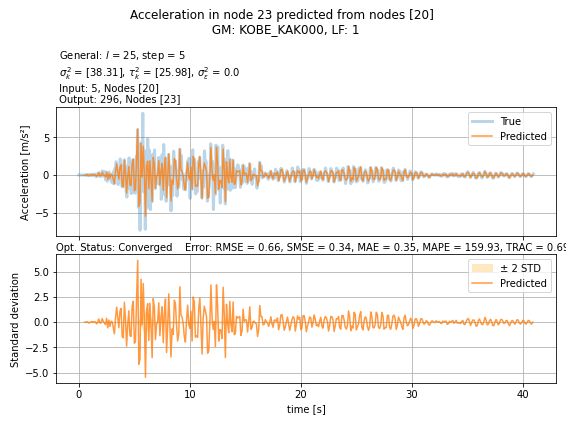 Acceleration in node 23 predicted from nodes [20]
GM: KOBE_KAK000, LF: 1
General: l = 25, step = 5
σ²ₖ = [38.31], τ²ₖ = [25.98], σ²ε = 0.0
Input: 5, Nodes [20]
Output: 296, Nodes [23]
Acceleration [m/s²]
5
0
−5
True
Predicted
Opt. Status: Converged    Error: RMSE = 0.66, SMSE = 0.34, MAE = 0.35, MAPE = 159.93, TRAC = 0.69
Standard deviation
5.0
2.5
0.0
−2.5
−5.0
± 2 STD
Predicted
0 10 20 30 40
time [s]